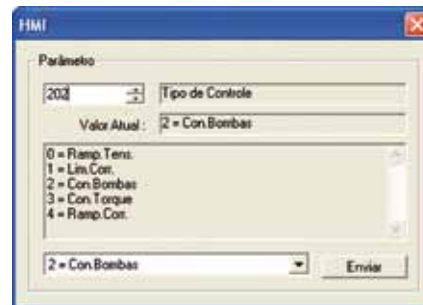 HMI
Parâmetro
202
Tipo de Controle
Valor Atual : 2 = Con.Bombas
0 = Ramp.Tens.
1 = Lim.Corr.
2 = Con.Bombas
3 = Con.Torque
4 = Ramp.Corr.
2 = Con.Bombas
Enviar